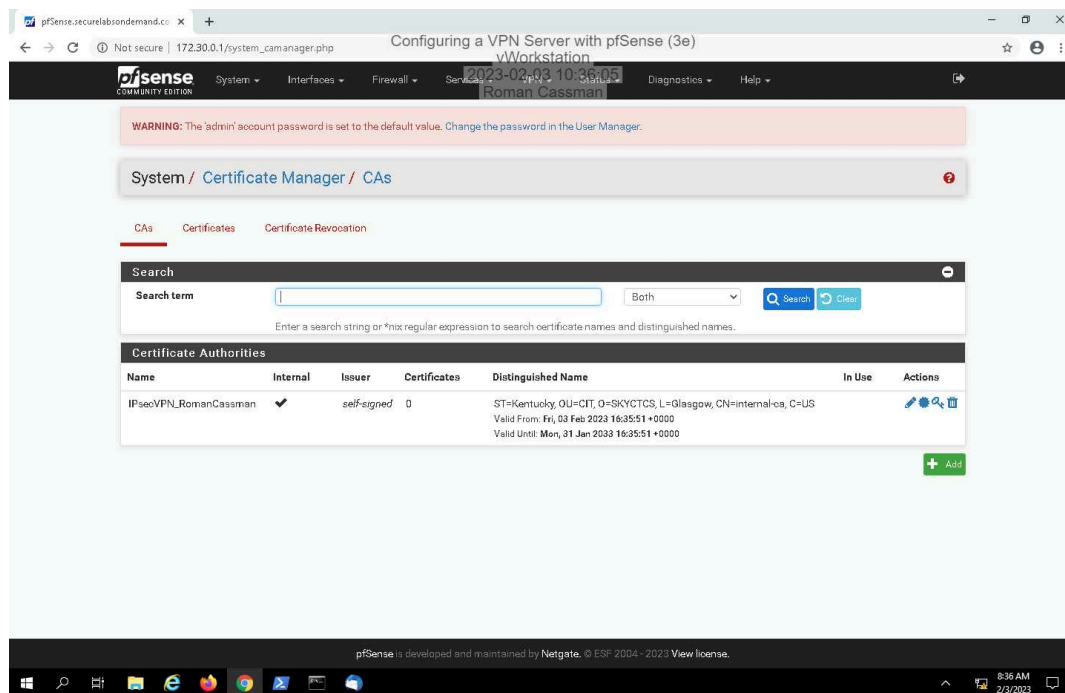 pfSense.securelabsondemand.co
Not secure | 172.30.0.1/system_camanager.php
Configuring a VPN Server with pfSense (3e)
vWorkstation
2023-02-03 10:36:05
Roman Cassman
pfsense
COMMUNITY EDITION
System Interfaces Firewall Services VPN Status Diagnostics Help
WARNING: The 'admin' account password is set to the default value. Change the password in the User Manager.
System / Certificate Manager / CAs
CAs Certificates Certificate Revocation
Search
Search term Both Search Clear
Enter a search string or *nix regular expression to search certificate names and distinguished names.
Certificate Authorities
Name Internal Issuer Certificates Distinguished Name In Use Actions
IPsecVPN_RomanCassman self-signed 0 ST=Kentucky, OU=CIT, O=SKYCTCS, L=Glasgow, CN=internal-ca, C=US
Valid From: Fri, 03 Feb 2023 16:35:51 +0000
Valid Until: Mon, 31 Jan 2033 16:35:51 +0000
Add
pfSense is developed and maintained by Netgate. © ESF 2004 - 2023 View license.
8:36 AM
2/3/2023